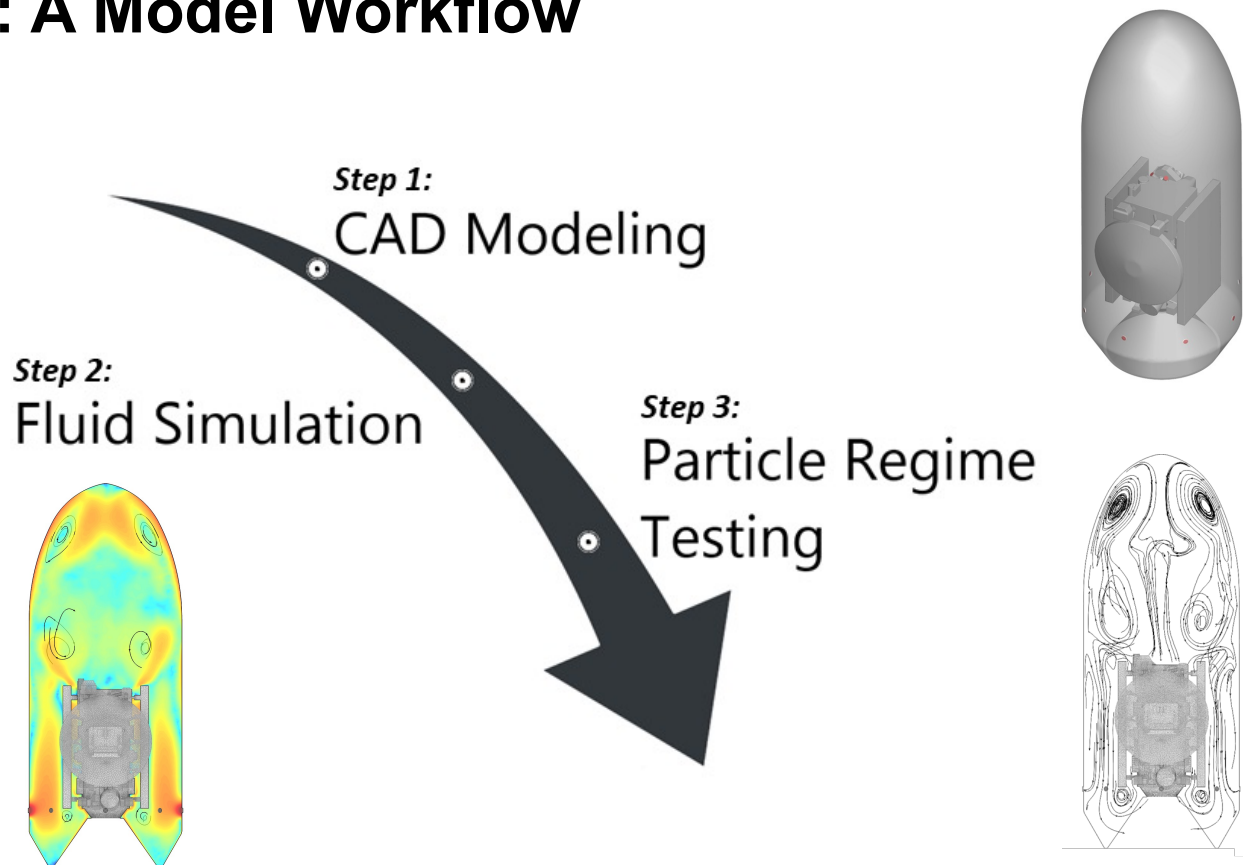 : A Model Workflow
Step 1:
CAD Modeling
Step 2:
Fluid Simulation
Step 3:
Particle Regime
Testing